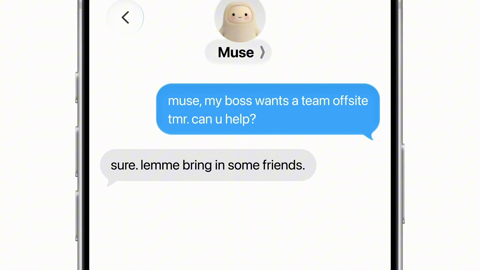 Muse
muse, my boss wants a team offsite
tmr. can u help?
sure. lemme bring in some friends.